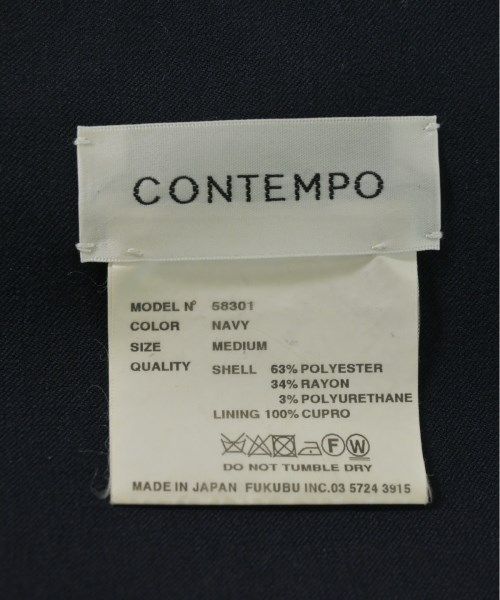 CONTEMPO
MODEL Nº 58301
COLOR NAVY
SIZE MEDIUM
QUALITY SHELL 63% POLYESTER
34% RAYON
3% POLYURETHANE
LINING 100% CUPRO
F W
DO NOT TUMBLE DRY
MADE IN JAPAN FUKUBU INC. 03 5724 3915